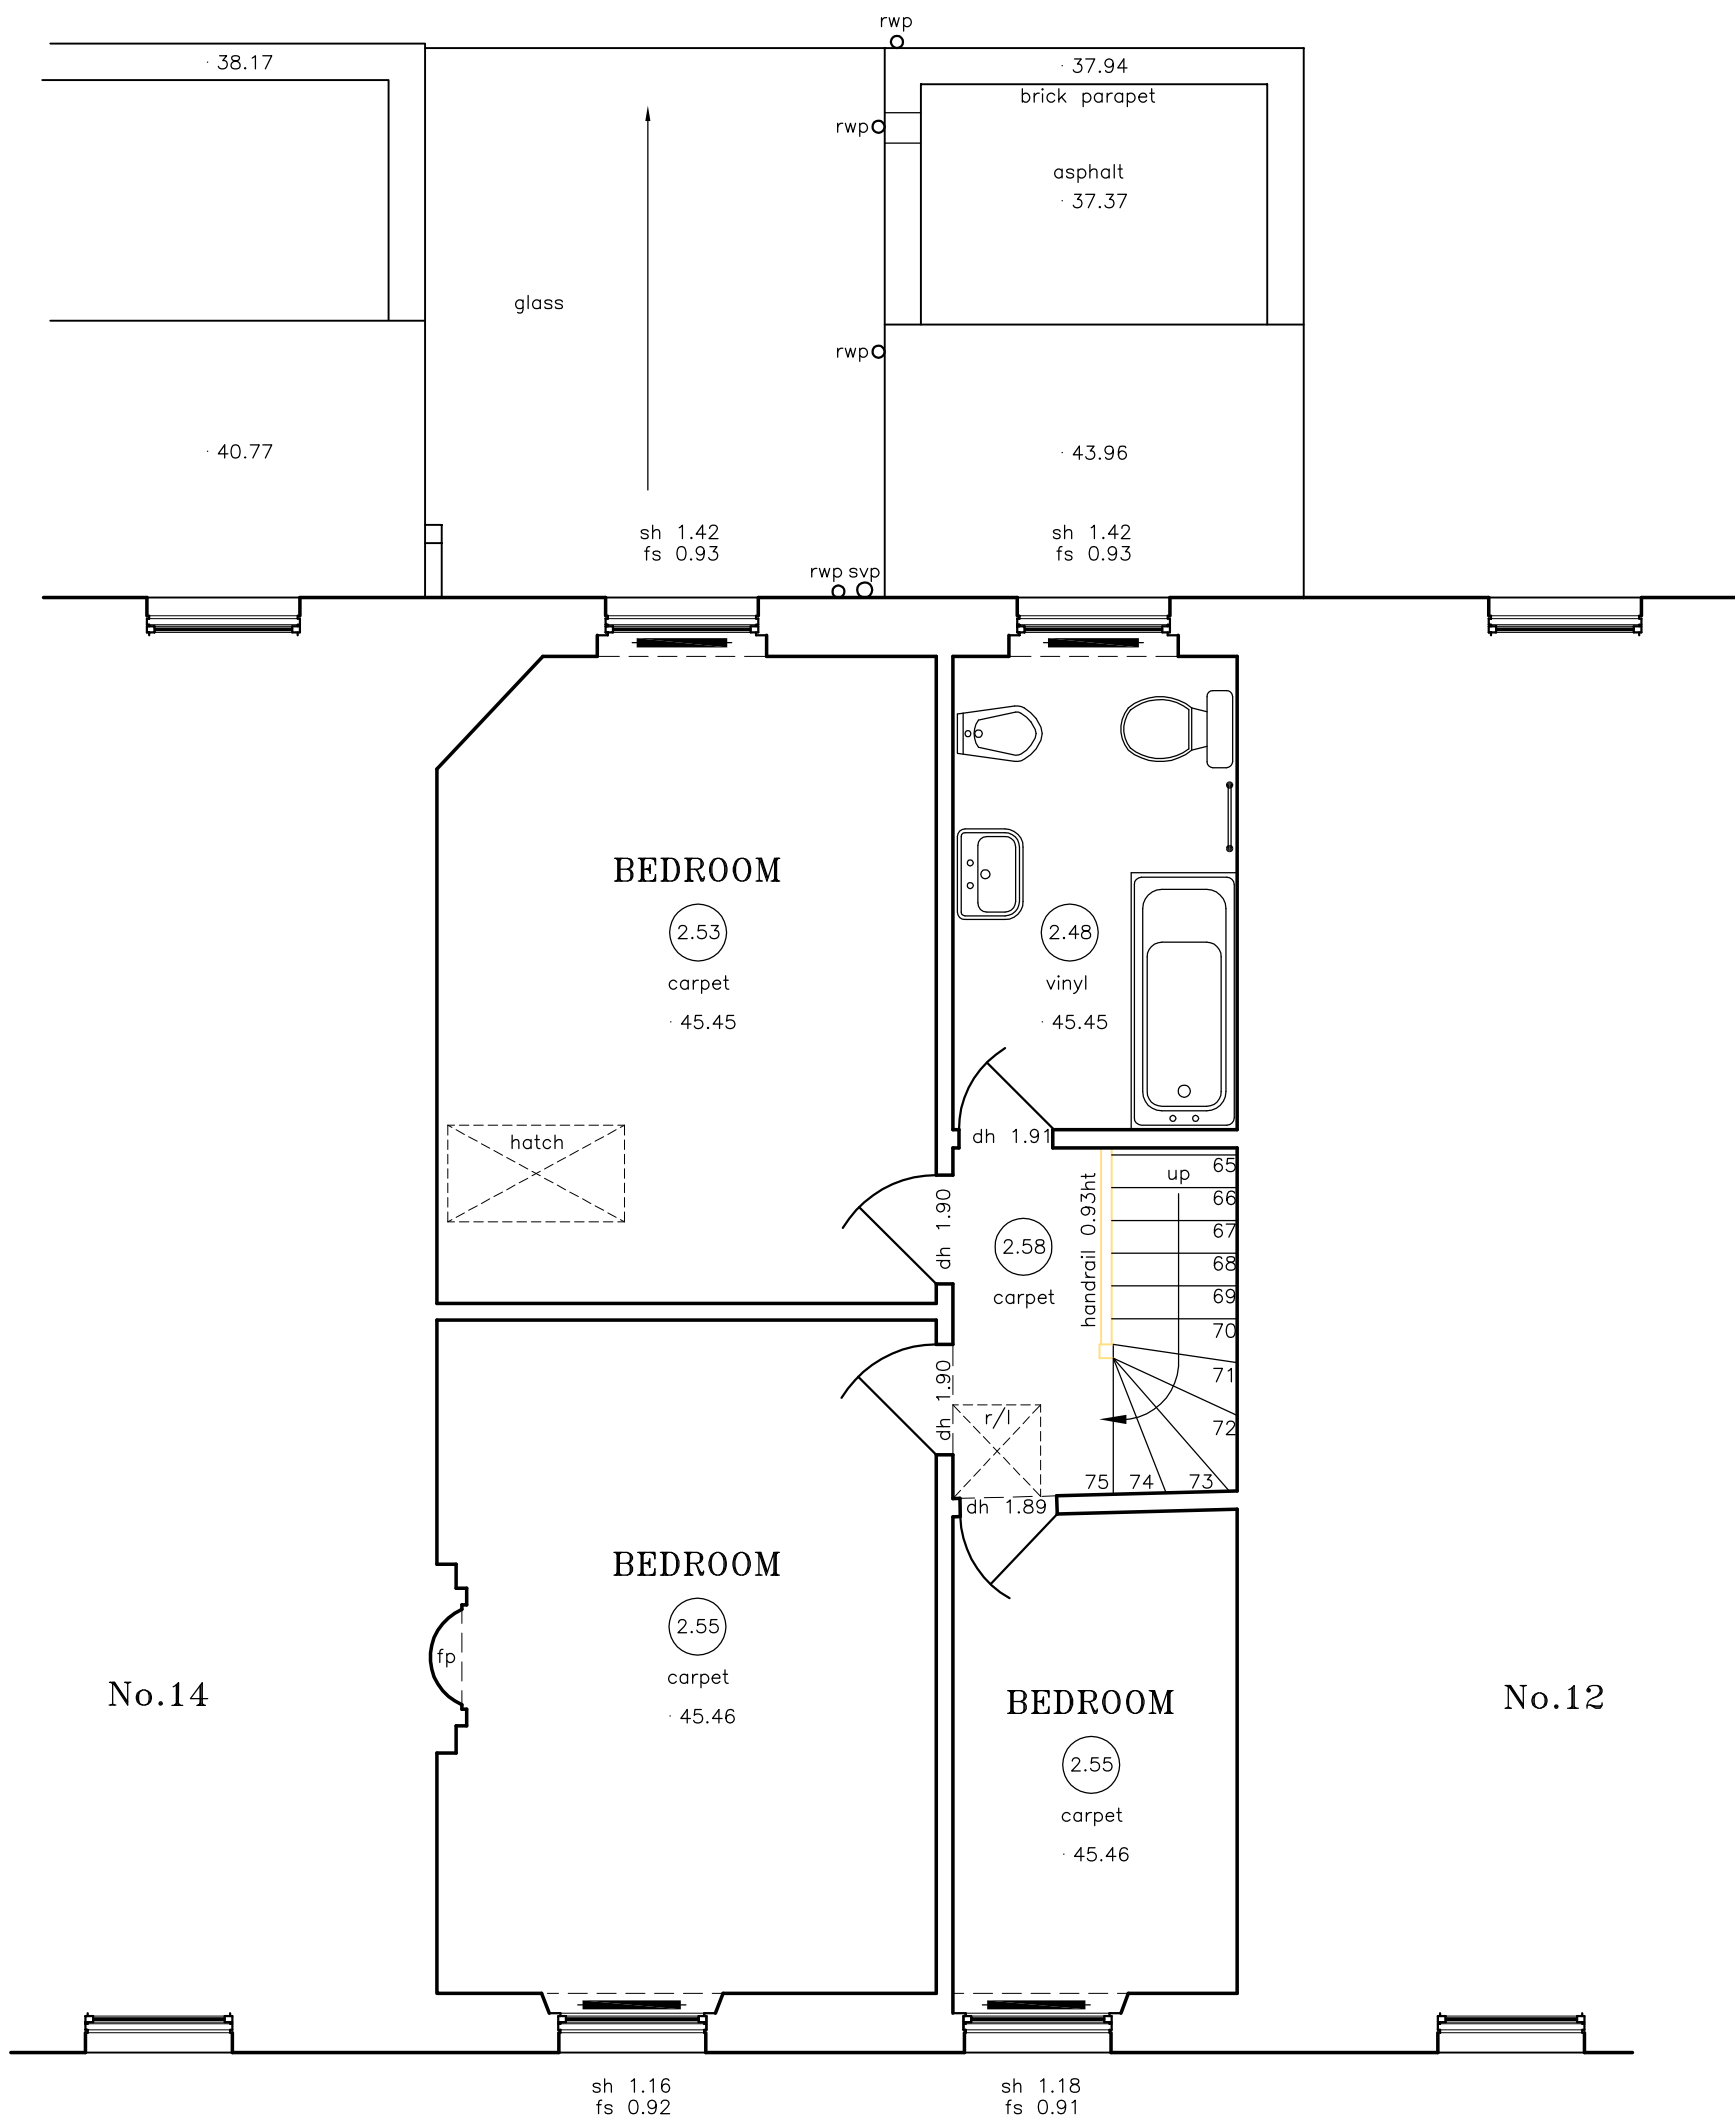 rwp
· 38.17
· 37.94
brick parapet
rwp
asphalt
· 37.37
glass
rwp
· 40.77
· 43.96
sh 1.42
fs 0.93
sh 1.42
fs 0.93
rwp svp
BEDROOM
2.53
carpet
· 45.45
2.48
vinyl
· 45.45
hatch
dh 1.91
dh 1.90
2.58
carpet
handrail 0.93ht
up
65
66
67
68
69
70
71
72
73
74
75
dh 1.90
r/l
dh 1.89
BEDROOM
2.55
carpet
· 45.46
fp
No.14
BEDROOM
2.55
carpet
· 45.46
No.12
sh 1.16
fs 0.92
sh 1.18
fs 0.91